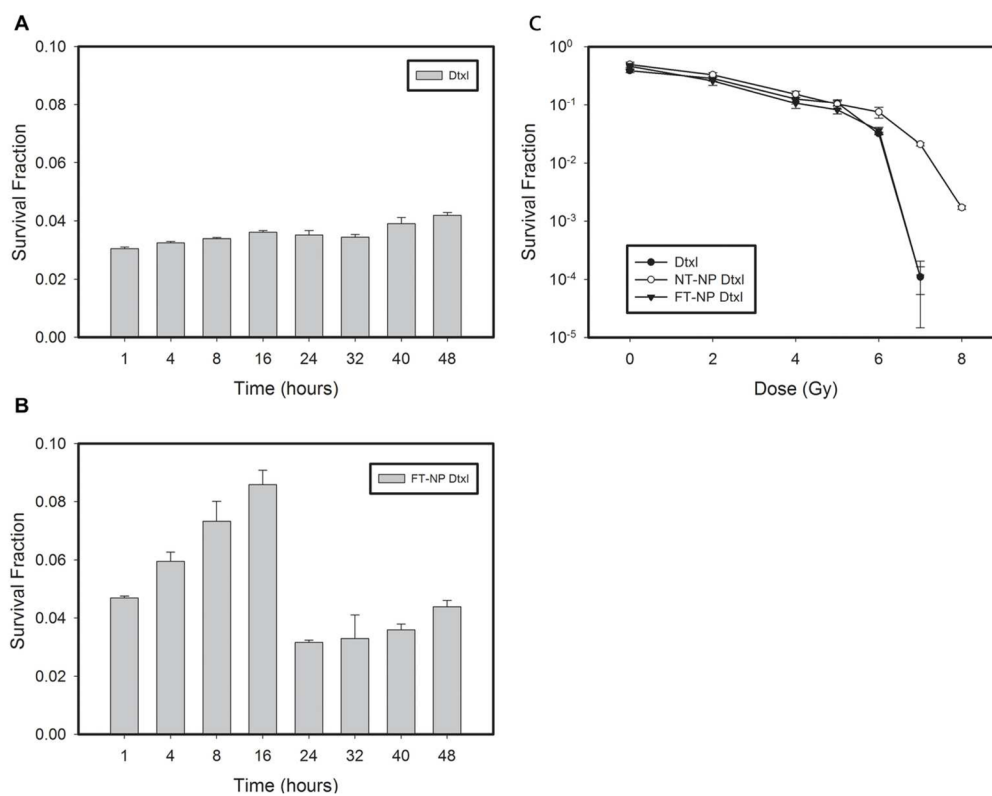 A
Survival Fraction
0.10
0.08
0.06
0.04
0.02
0.00
Dtxl
1 4 8 16 24 32 40 48
Time (hours)
B
Survival Fraction
0.10
0.08
0.06
0.04
0.02
0.00
FT-NP Dtxl
1 4 8 16 24 32 40 48
Time (hours)
C
Survival Fraction
10⁰
10⁻¹
10⁻²
10⁻³
10⁻⁴
10⁻⁵
Dtxl
NT-NP Dtxl
FT-NP Dtxl
0 2 4 6 8
Dose (Gy)